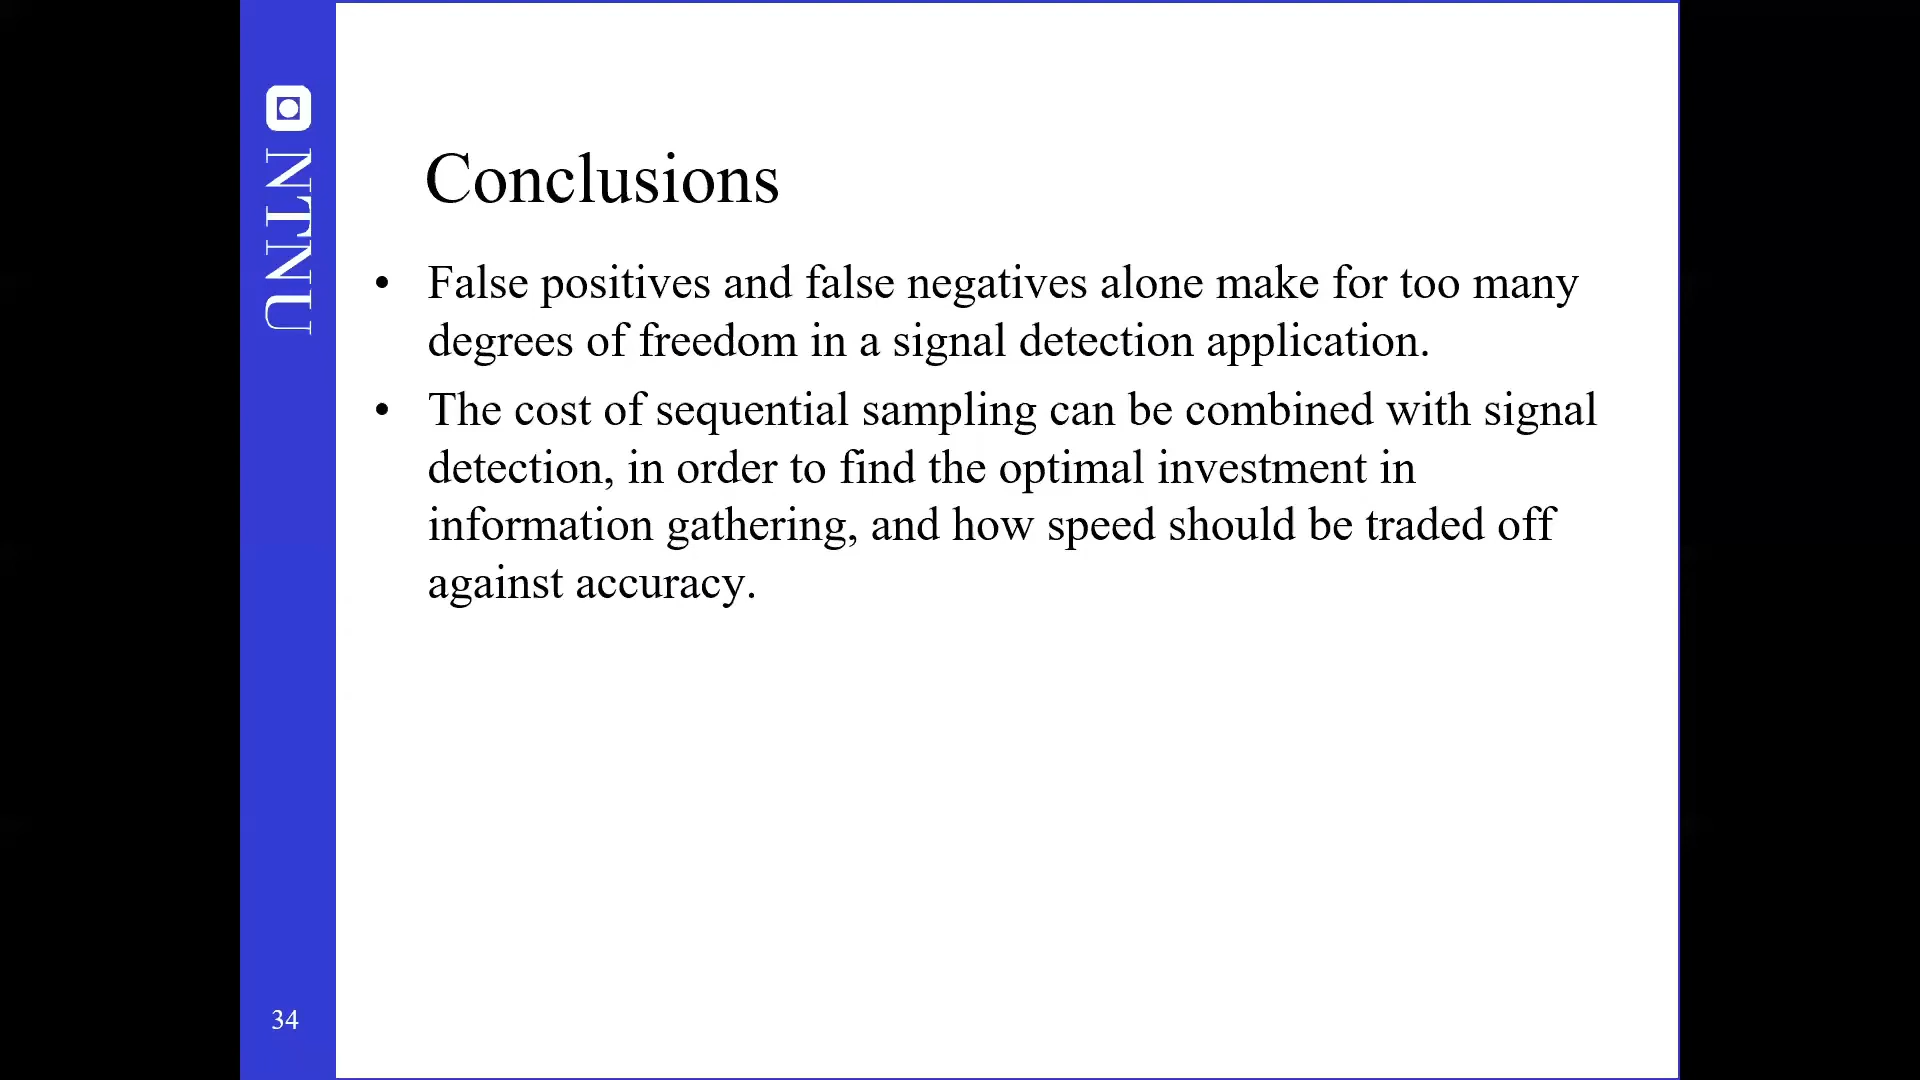 NTNU
Conclusions
• False positives and false negatives alone make for too many
degrees of freedom in a signal detection application.
• The cost of sequential sampling can be combined with signal
detection, in order to find the optimal investment in
information gathering, and how speed should be traded off
against accuracy.
34